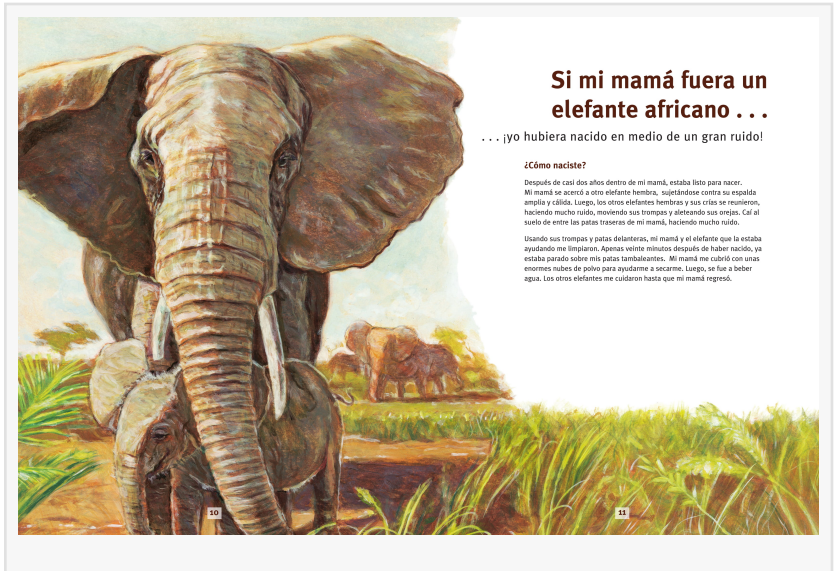 Si mi mamá fuera un
elefante africano . . .
. . . ¡yo hubiera nacido en medio de un gran ruido!
¿Cómo naciste?
Después de casi dos años dentro de mi mamá, estaba listo para nacer.
Mi mamá se acercó a otro elefante hembra, sujetándose contra su espalda
amplia y cálida. Luego, los otros elefantes hembras y sus crías se reunieron,
haciendo mucho ruido, moviendo sus trompas y aleteando sus orejas. Caí al
suelo de entre las patas traseras de mi mamá, haciendo mucho ruido.
Usando sus trompas y patas delanteras, mi mamá y el elefante que la estaba
ayudando me limpiaron. Apenas veinte minutos después de haber nacido, ya
estaba parado sobre mis patas tambaleantes. Mi mamá me cubrió con unas
enormes nubes de polvo para ayudarme a secarme. Luego, se fue a beber
agua. Los otros elefantes me cuidaron hasta que mi mamá regresó.
10
11